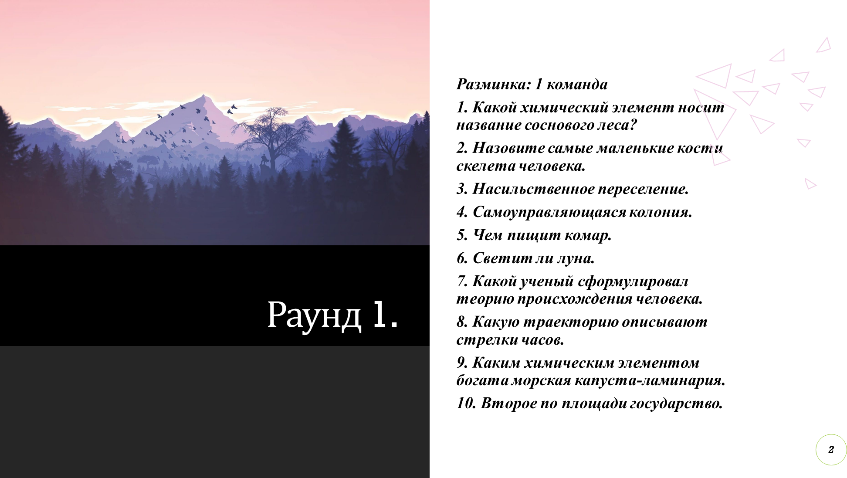 Раунд 1.
Разминка: 1 команда
1. Какой химический элемент носит
название соснового леса?
2. Назовите самые маленькие кости
скелета человека.
3. Насильственное переселение.
4. Самоуправляющаяся колония.
5. Чем пищит комар.
6. Светит ли луна.
7. Какой ученый сформулировал
теорию происхождения человека.
8. Какую траекторию описывают
стрелки часов.
9. Каким химическим элементом
богата морская капуста-ламинария.
10. Второе по площади государство.
2